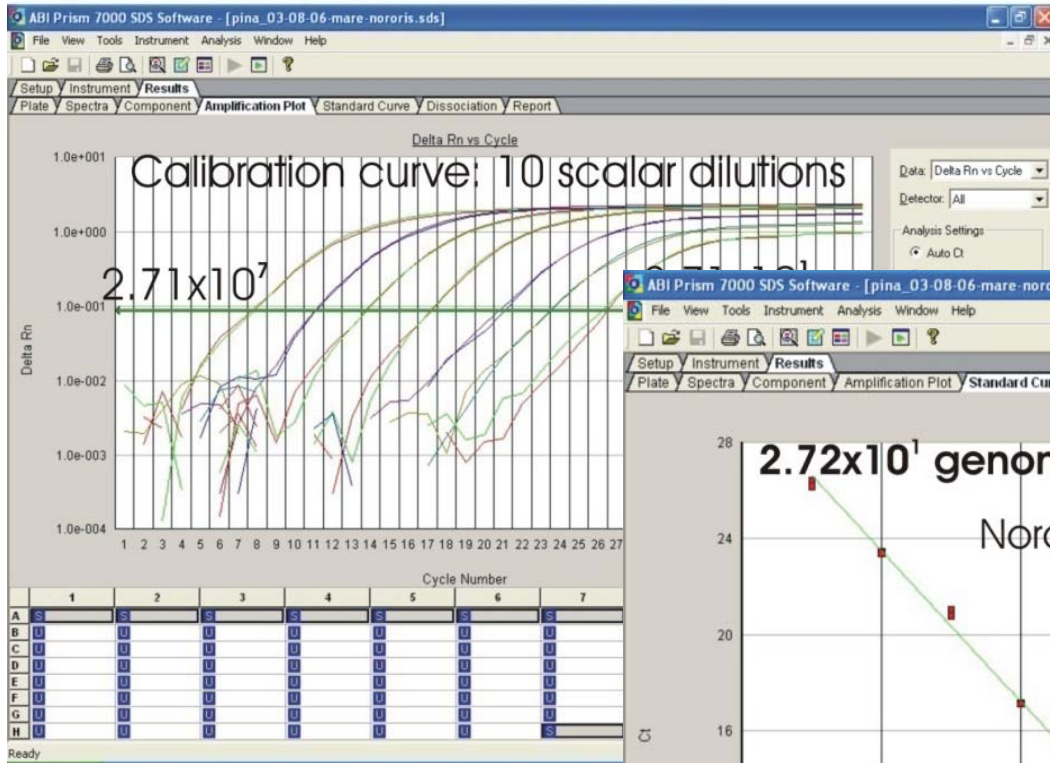 ABI Prism 7000 SDS Software - [pina_03-08-06-mare-nororis.sds]
File View Tools Instrument Analysis Window Help
Setup Instrument Results
Plate Spectra Component Amplification Plot Standard Curve Dissociation Report
Delta Rn vs Cycle
Calibration curve: 10 scalar dilutions
Data: Delta Rn vs Cycle
Detector: All
Analysis Settings
Auto Ct
1.0e+001
1.0e+000
2.71x10⁷
1.0e-001
1.0e-002
1.0e-003
1.0e-004
Delta Rn
1 2 3 4 5 6 7 8 9 10 11 12 13 14 15 16 17 18 19 20 21 22 23 24 25 26 27
Cycle Number
1 2 3 4 5 6 7
A S S S S S S S
B U U U U U U U
C U U U U U U U
D U U U U U U U
E U U U U U U U
F U U U U U U U
G U U U U U U U
H U U U U U U S
Ready
ABI Prism 7000 SDS Software - [pina_03-08-06-mare-noro
File View Tools Instrument Analysis Window Help
Setup Instrument Results
Plate Spectra Component Amplification Plot Standard Cur
28
2.72x10¹ genom
Noro
24
20
16
Ct